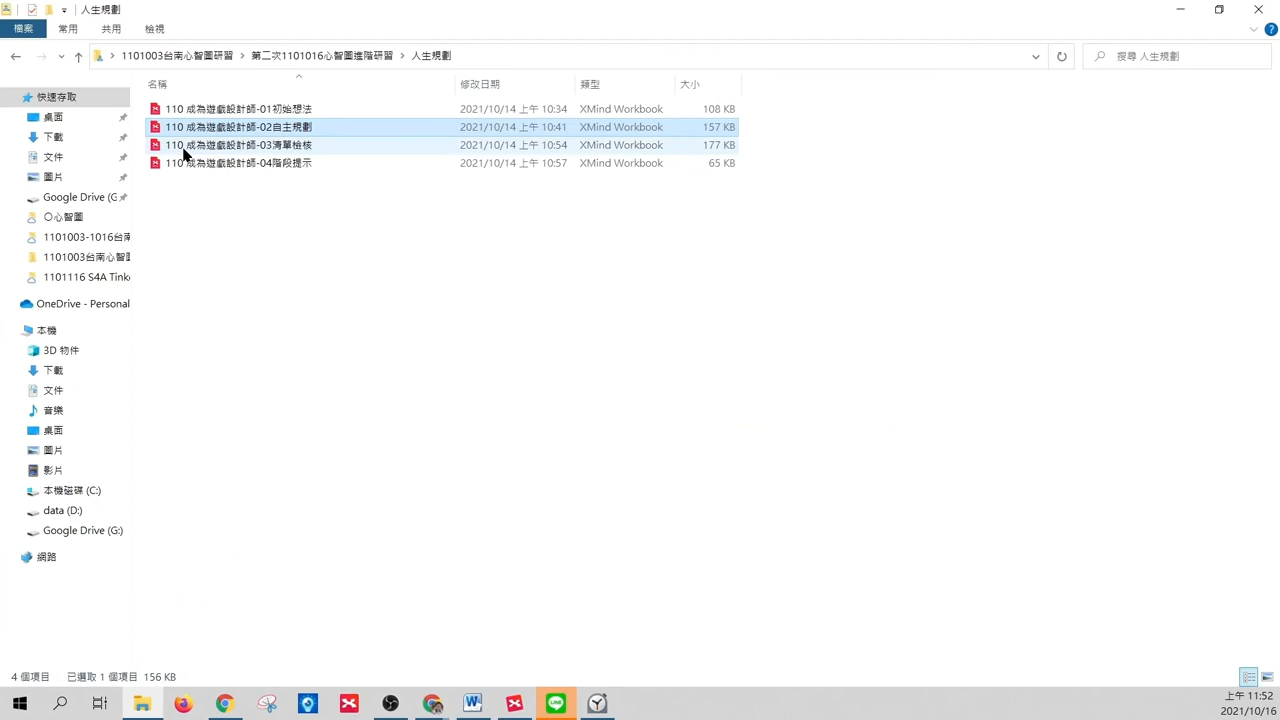 人生規劃
檔案 常用 共用 檢視
1101003台南心智圖研習 第二次1101016心智圖進階研習 人生規劃 搜尋 人生規劃
名稱 修改日期 類型 大小
110 成為遊戲設計師-01初始想法 2021/10/14 上午 10:34 XMind Workbook 108 KB
110 成為遊戲設計師-02自主規劃 2021/10/14 上午 10:41 XMind Workbook 157 KB
110 成為遊戲設計師-03清單檢核 2021/10/14 上午 10:54 XMind Workbook 177 KB
110 成為遊戲設計師-04階段提示 2021/10/14 上午 10:57 XMind Workbook 65 KB
快速存取
桌面
下載
文件
圖片
Google Drive (G
〇心智圖
1101003-1016台南
1101003台南心智圖
1101116 S4A Tink
OneDrive - Personal
本機
3D 物件
下載
文件
音樂
桌面
圖片
影片
本機磁碟 (C:)
data (D:)
Google Drive (G:)
網路
4 個項目 已選取 1 個項目 156 KB
上午 11:52
2021/10/16